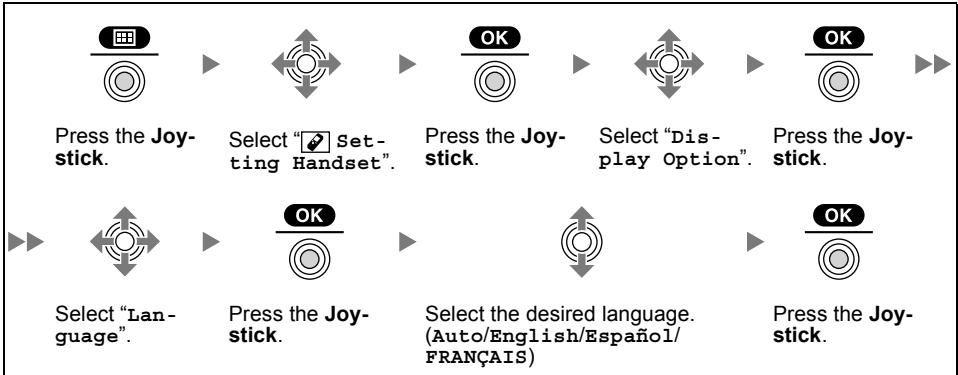 OK
OK
Press the Joy-
stick.
Select “ Set-
ting Handset”.
Press the Joy-
stick.
Select “Dis-
play Option”.
Press the Joy-
stick.
OK
OK
Select “Lan-
guage”.
Press the Joy-
stick.
Select the desired language.
(Auto/English/Español/
FRANÇAIS)
Press the Joy-
stick.